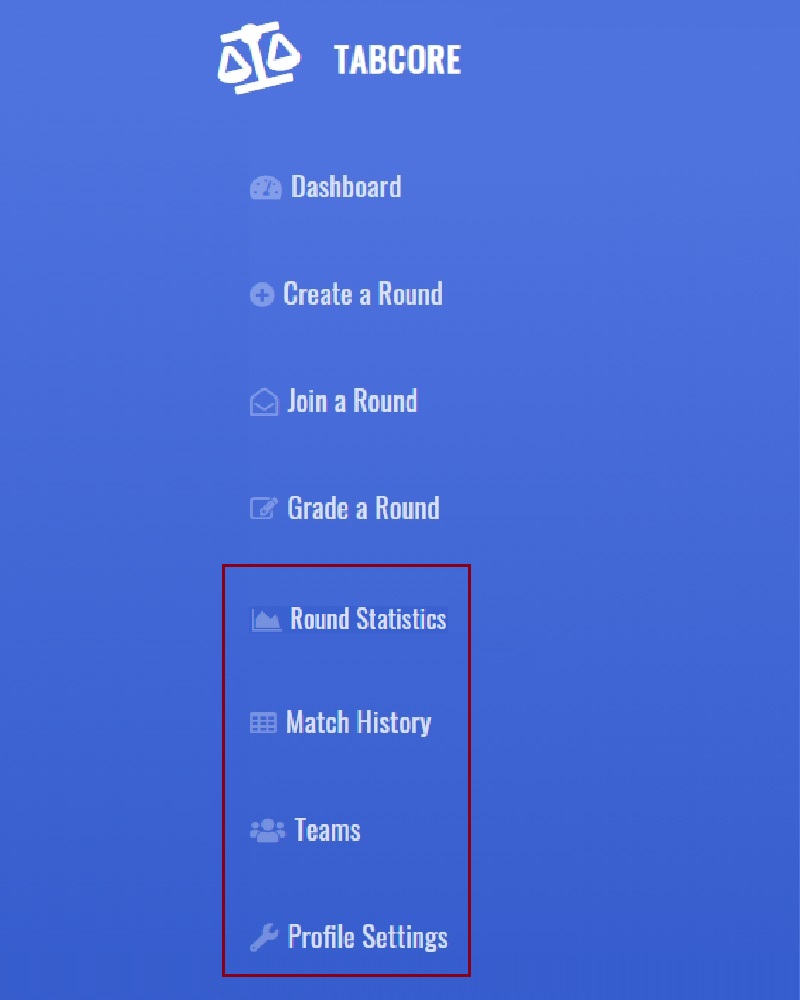 TABCORE
Dashboard
Create a Round
Join a Round
Grade a Round
Round Statistics
Match History
Teams
Profile Settings